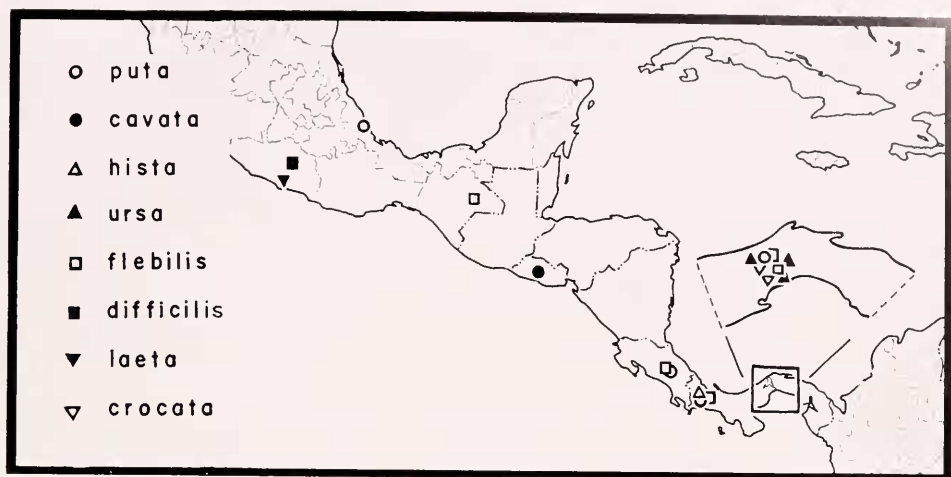 puta
cavata
hista
ursa
flebilis
difficilis
laeta
crocata